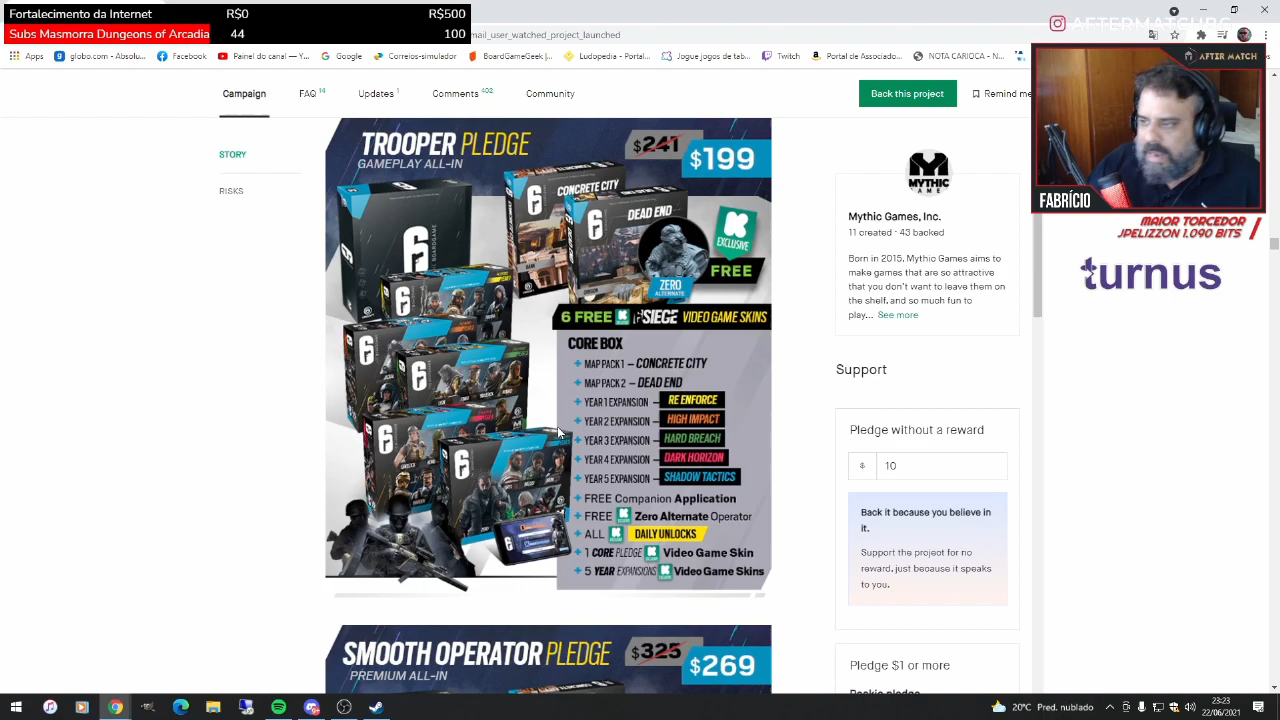 Fortalecimento da Internet R$0 R$500
Subs Masmorra Dungeons of Arcadia 44 100
mail_user_watched_project_launched
AFTERMATCHBG
Apps globo.com - Absolu... Facebook Painel do canal — Y... Google Correios-simulador Ludopedia - Portal... Jogue jogos de tab... Twitch Portal de Associado... NOTA CARIOCA - N...
AFTER MATCH
Campaign FAQ 14 Updates 1 Comments 402 Community Back this project Remind me
STORY
RISKS
TROOPER PLEDGE
GAMEPLAY ALL-IN
$241
$199
CONCRETE CITY
DEAD END
KICKSTARTER EXCLUSIVE
ZERO
ALTERNATE
FREE
6 FREE SIEGE VIDEO GAME SKINS
CORE BOX
+ MAP PACK 1 – CONCRETE CITY
+ MAP PACK 2 – DEAD END
+ YEAR 1 EXPANSION – RE ENFORCE
+ YEAR 2 EXPANSION – HIGH IMPACT
+ YEAR 3 EXPANSION – HARD BREACH
+ YEAR 4 EXPANSION – DARK HORIZON
+ YEAR 5 EXPANSION – SHADOW TACTICS
+ FREE Companion Application
+ FREE Zero Alternate Operator
+ ALL DAILY UNLOCKS
+ 1 CORE PLEDGE Video Game Skin
+ 5 YEAR EXPANSIONS Video Game Skins
SMOOTH OPERATOR PLEDGE
PREMIUM ALL-IN
$325
$269
MYTHIC
GAMES
Mythic Games, Inc.
11 created · 43 backed
Born in 2015, Mythic Games aims to
make games that are so attractive
that you don't want to leave them on
the shelf, and so much fun to
play... See more
Support
Pledge without a reward
$ 10
Back it because you believe in
it.
Support the project for no
reward, just because it speaks
to you.
Pledge $1 or more
Rookie pledge
FABRÍCIO
MAIOR TORCEDOR
JPELIZZON 1.090 BITS
turnus
20°C Pred. nublado
23:23
22/06/2021